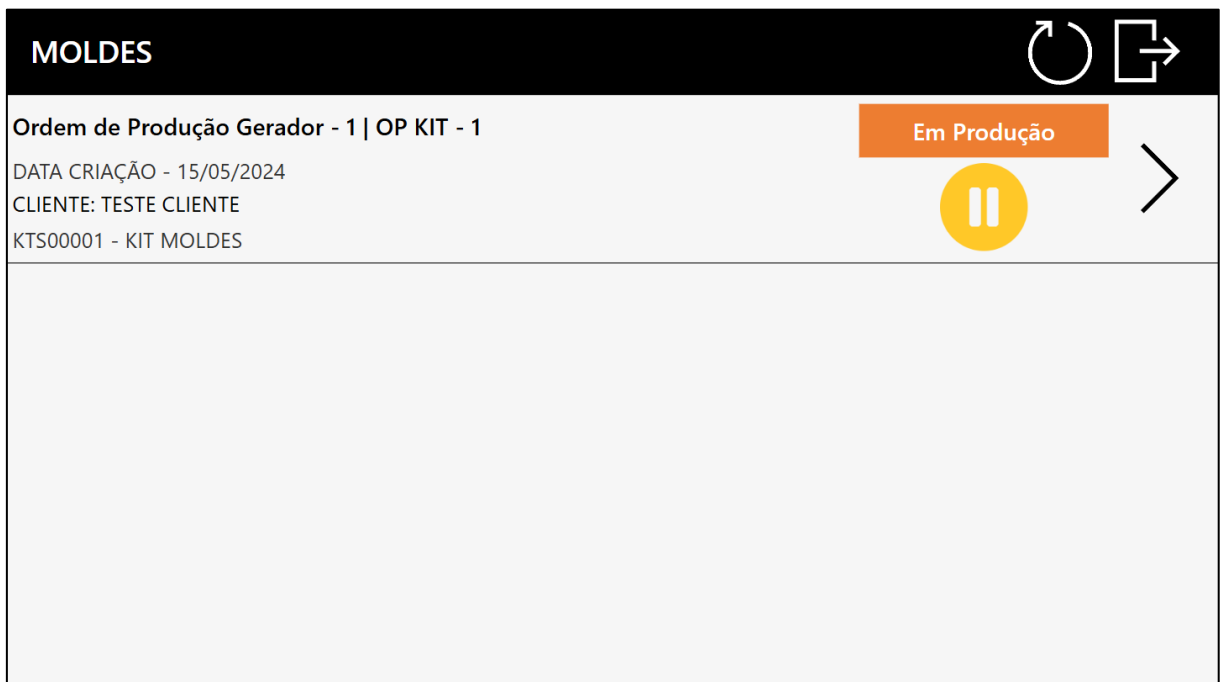 MOLDES
Ordem de Produção Gerador - 1 | OP KIT - 1
Em Produção
DATA CRIAÇÃO - 15/05/2024
CLIENTE: TESTE CLIENTE
KTS00001 - KIT MOLDES